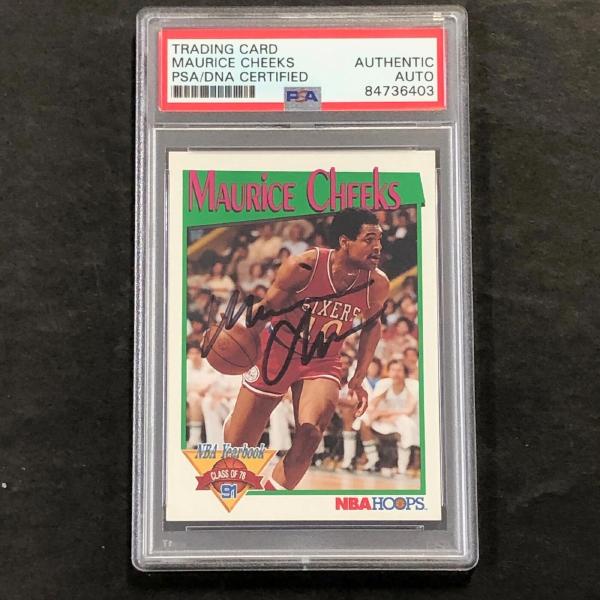 TRADING CARD
MAURICE CHEEKS
PSA/DNA CERTIFIED
AUTHENTIC
AUTO
84736403
PSA
MAURICE CHEEKS
SIXERS
10
NBA Yearbook
CLASS OF 78
91
NBA HOOPS